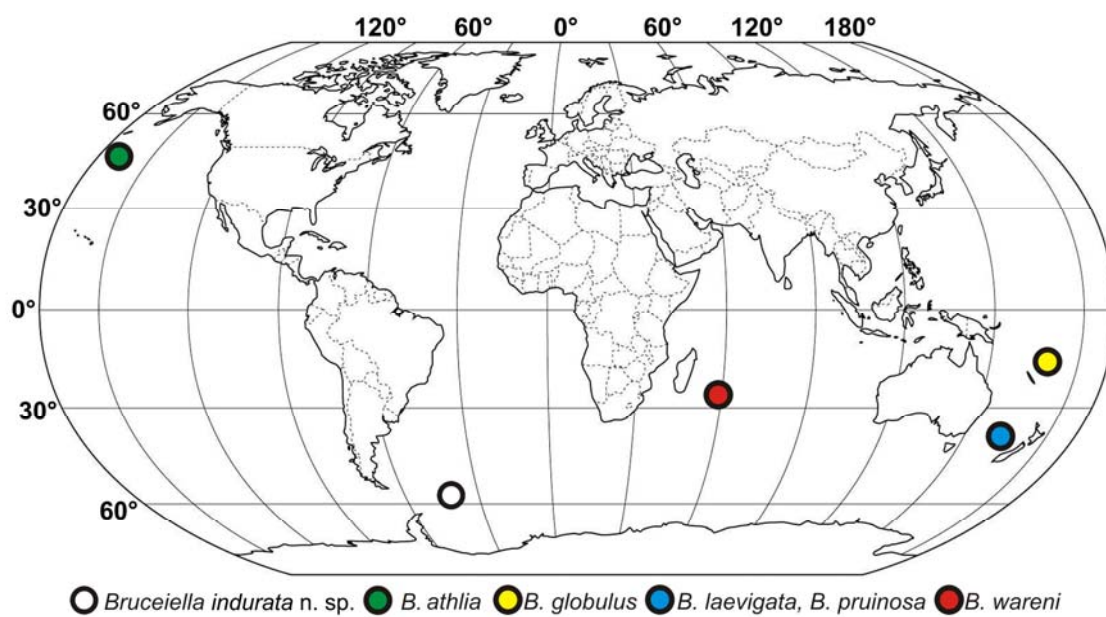 120° 60° 0° 60° 120° 180°
60°
30°
0°
30°
60°
Bruceiella indurata n. sp. B. athlia B. globulus B. laevigata, B. pruinosa B. wareni